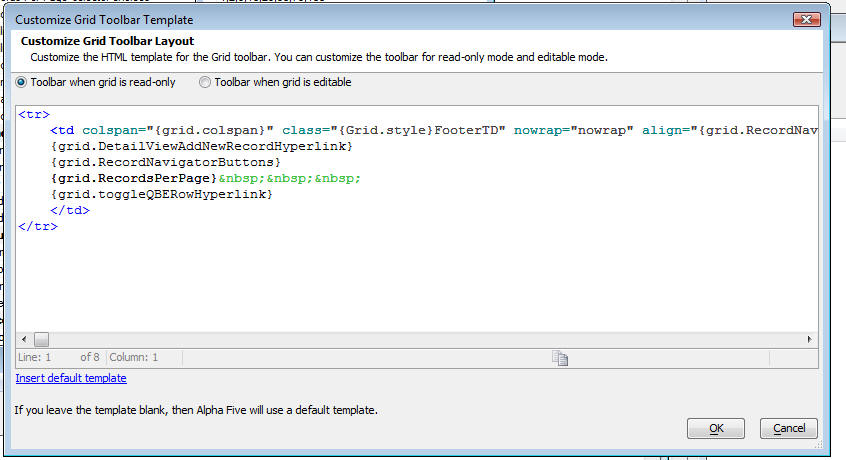 Customize Grid Toolbar Template
Customize Grid Toolbar Layout
Customize the HTML template for the Grid toolbar. You can customize the toolbar for read-only mode and editable mode.
Toolbar when grid is read-only Toolbar when grid is editable
<tr>
<td colspan="{grid.colspan}" class="{Grid.style}FooterTD" nowrap="nowrap" align="{grid.RecordNav
{grid.DetailViewAddNewRecordHyperlink}
{grid.RecordNavigatorButtons}
{grid.RecordsPerPage}&nbsp;&nbsp;&nbsp;
{grid.toggleQBERowHyperlink}
</td>
</tr>
Line: 1 of 8 Column: 1
Insert default template
If you leave the template blank, then Alpha Five will use a default template.
OK Cancel